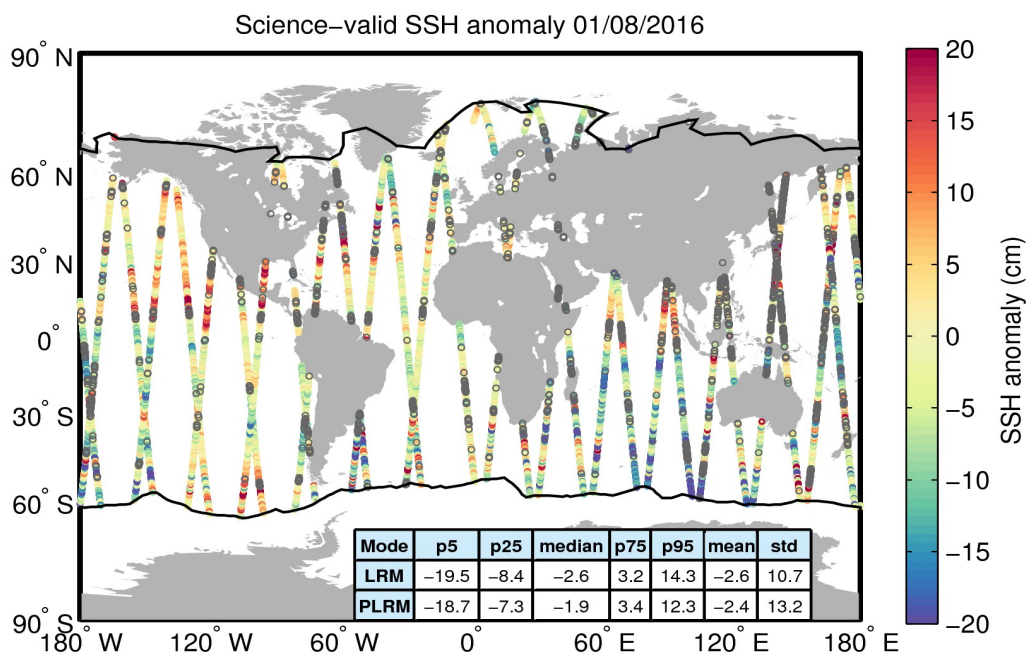 Science−valid SSH anomaly 01/08/2016
90° N
60° N
30° N
0°
30° S
60° S
90° S
180° W
120° W
60° W
0°
60° E
120° E
180° E
Mode p5 p25 median p75 p95 mean std
LRM −19.5 −8.4 −2.6 3.2 14.3 −2.6 10.7
PLRM −18.7 −7.3 −1.9 3.4 12.3 −2.4 13.2
20
15
10
5
0
−5
−10
−15
−20
SSH anomaly (cm)